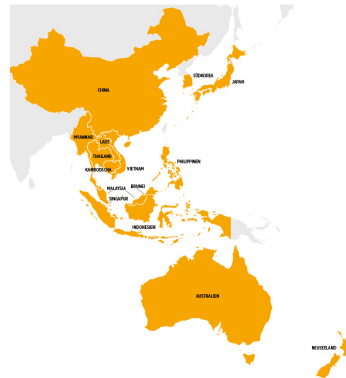 SÜDKOREA
JAPAN
CHINA
MYANMAR
LAOS
THAILAND
PHILIPPINEN
KAMBODSCHA
VIETNAM
MALAYSIA
BRUNEI
SINGAPUR
INDONESIEN
AUSTRALIEN
NEUSEELAND